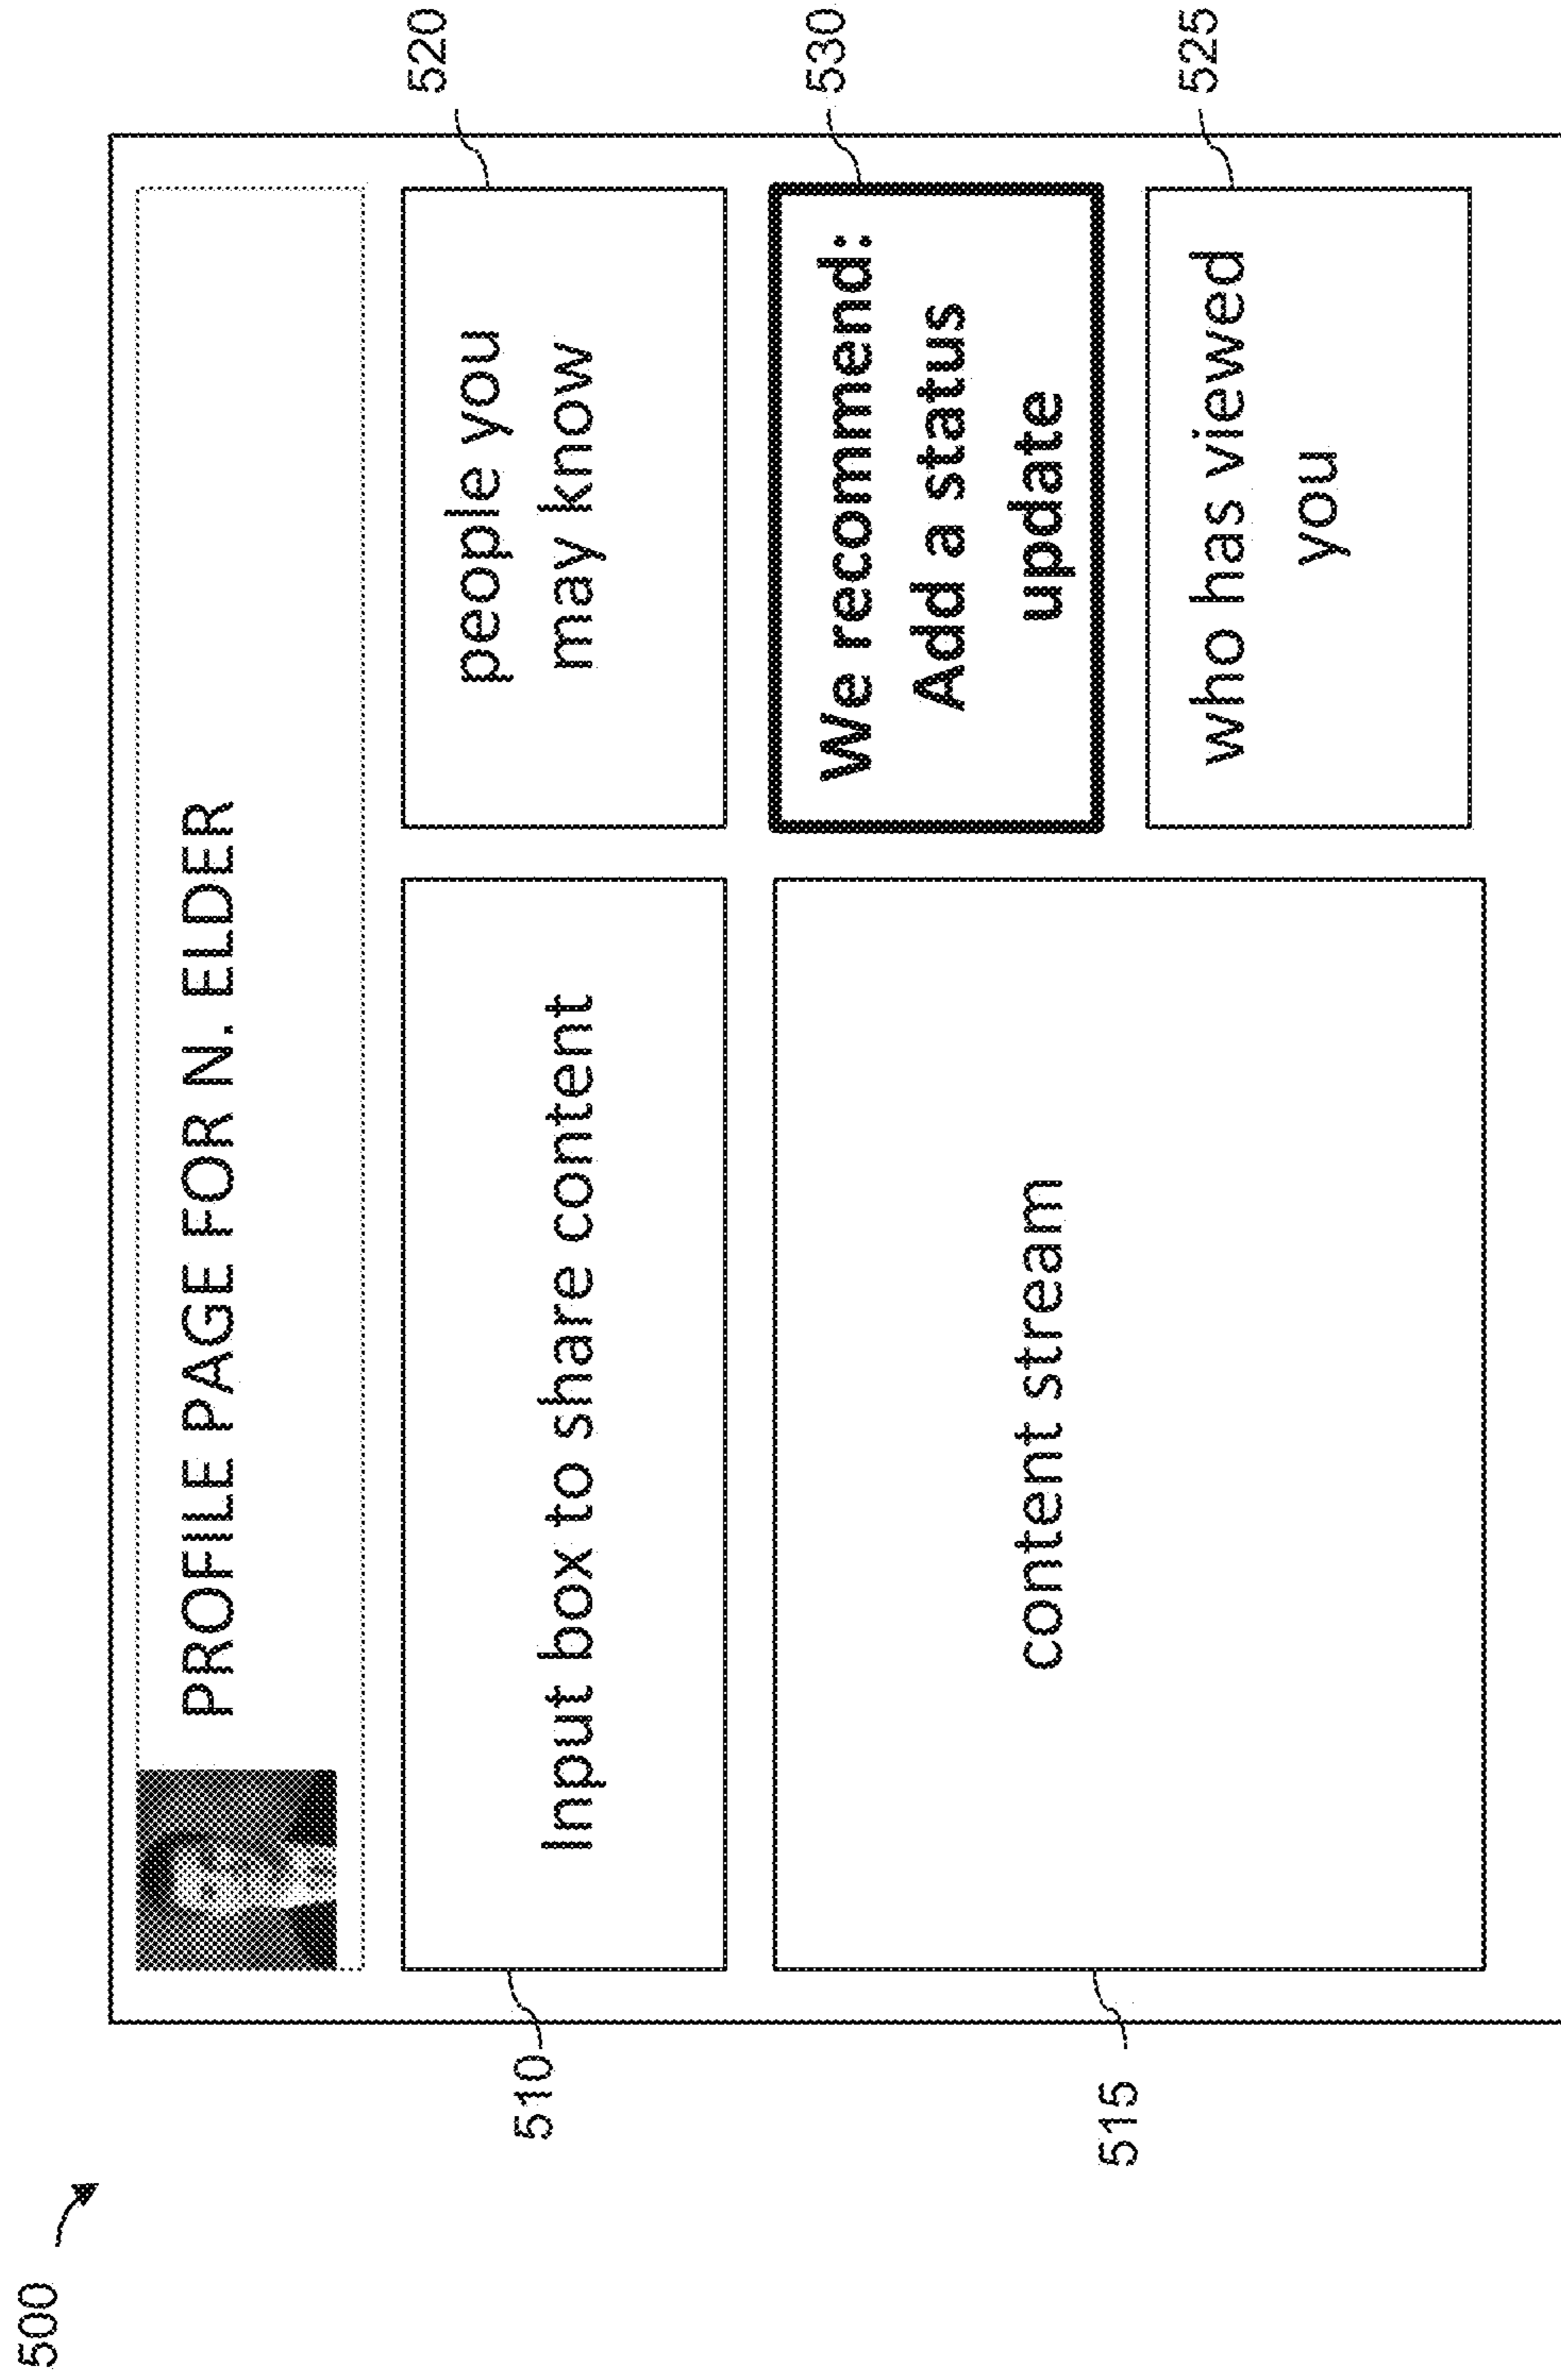 500
PROFILE PAGE FOR N. ELDER
510
Input box to share content
people you
may know
520
515
content stream
We recommend:
Add a status
update
530
who has viewed
you
525